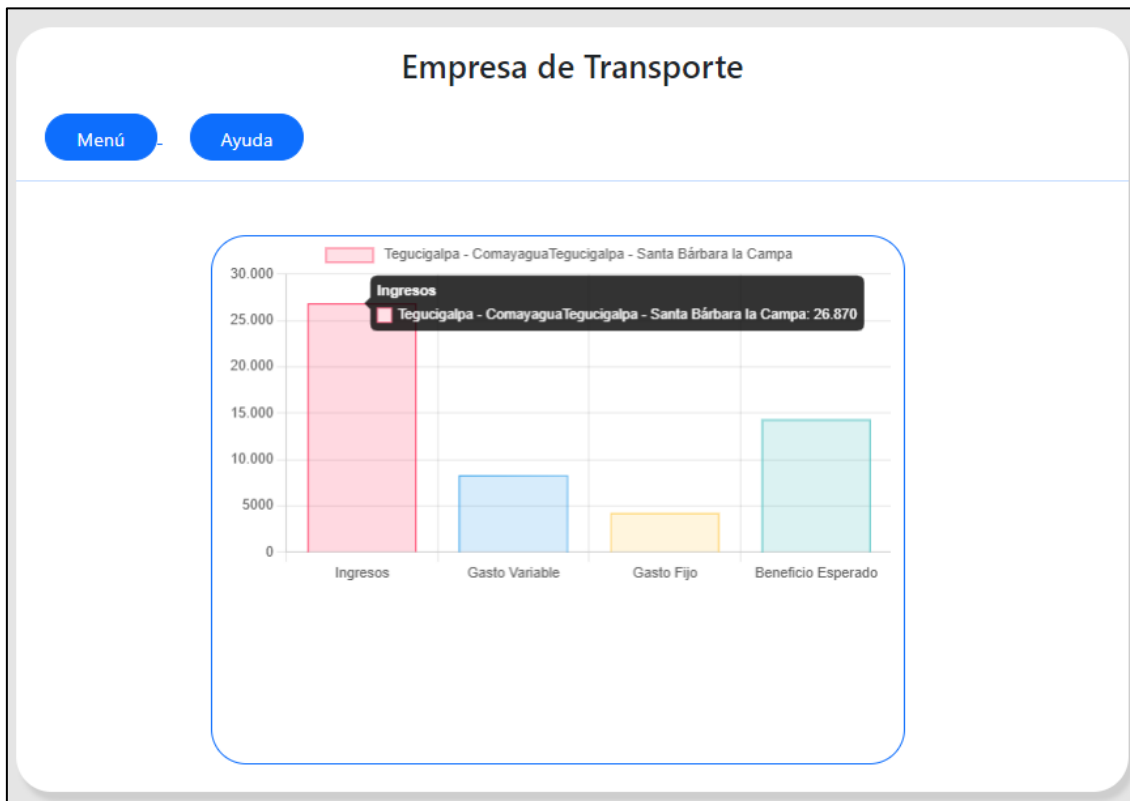 Empresa de Transporte
Menú Ayuda
Tegucigalpa - ComayaguaTegucigalpa - Santa Bárbara la Campa
30.000
Ingresos
Tegucigalpa - ComayaguaTegucigalpa - Santa Bárbara la Campa: 26.870
25.000
20.000
15.000
10.000
5000
0
Ingresos Gasto Variable Gasto Fijo Beneficio Esperado